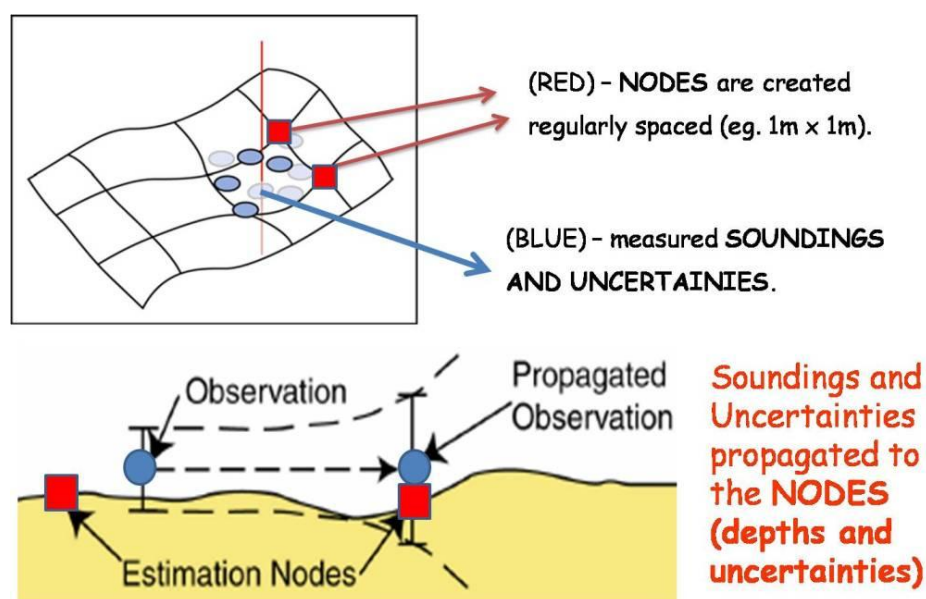 (RED) – NODES are created
regularly spaced (eg. 1m x 1m).
(BLUE) – measured SOUNDINGS
AND UNCERTAINIES.
Observation
Propagated
Observation
Estimation Nodes
Soundings and
Uncertainties
propagated to
the NODES
(depths and
uncertainties)